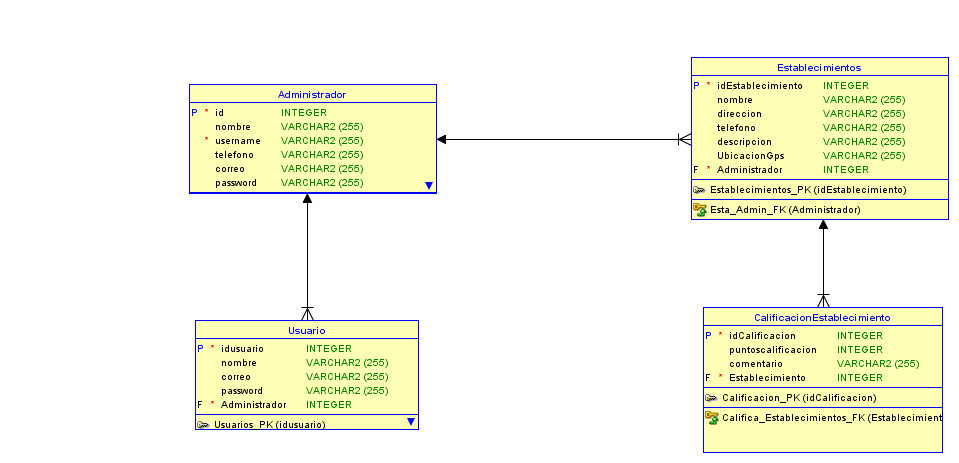 Administrador
P * id INTEGER
nombre VARCHAR2 (255)
* username VARCHAR2 (255)
telefono VARCHAR2 (255)
correo VARCHAR2 (255)
password VARCHAR2 (255)
Establecimientos
P * idEstablecimiento INTEGER
nombre VARCHAR2 (255)
direccion VARCHAR2 (255)
telefono VARCHAR2 (255)
descripcion VARCHAR2 (255)
UbicacionGps VARCHAR2 (255)
F * Administrador INTEGER
Establecimientos_PK (idEstablecimiento)
Esta_Admin_FK (Administrador)
Usuario
P * idusuario INTEGER
nombre VARCHAR2 (255)
correo VARCHAR2 (255)
password VARCHAR2 (255)
F * Administrador INTEGER
Usuarios_PK (idusuario)
CalificacionEstablecimiento
P * idCalificacion INTEGER
puntoscalificacion INTEGER
comentario VARCHAR2 (255)
F * Establecimiento INTEGER
Calificacion_PK (idCalificacion)
Califica_Establecimientos_FK (Establecimient